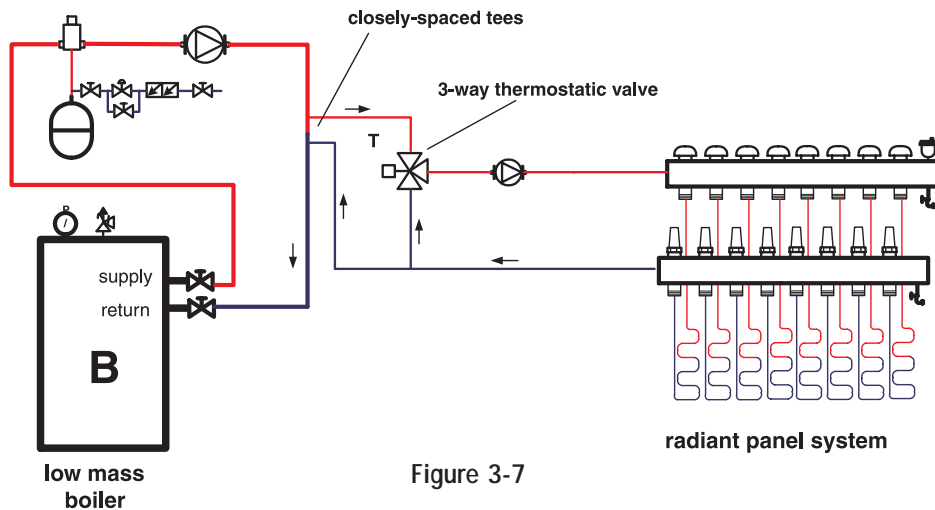 closely-spaced tees
3-way thermostatic valve
T
P
supply
return
B
low mass
boiler
radiant panel system
Figure 3-7